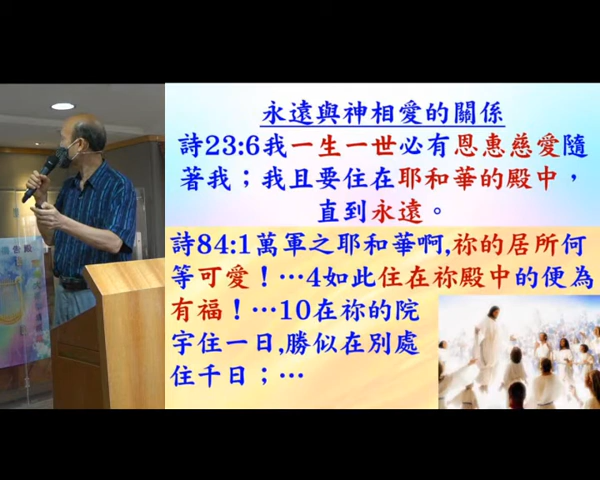 永遠與神相愛的關係
詩23:6我一生一世必有恩惠慈愛隨
著我；我且要住在耶和華的殿中，
直到永遠。
詩84:1萬軍之耶和華啊,祢的居所何
等可愛！…4如此住在祢殿中的便為
有福！…10在祢的院
宇住一日,勝似在別處
住千日；…